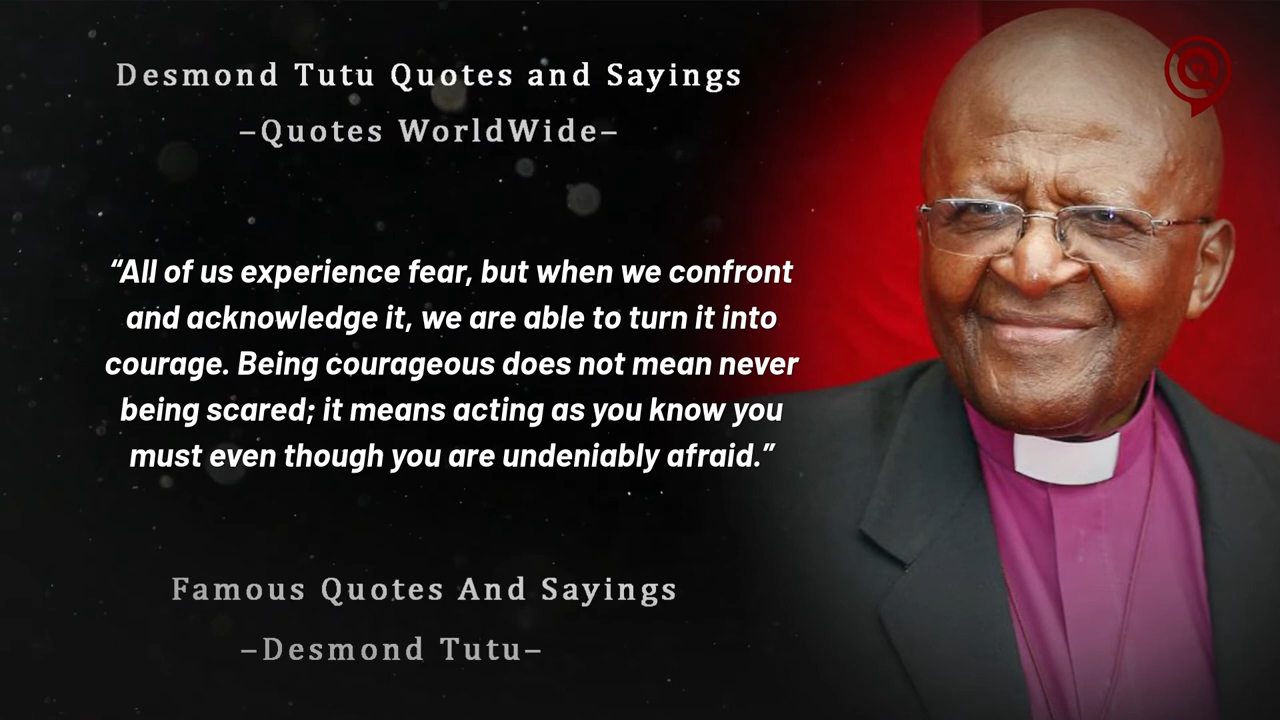 Desmond Tutu Quotes and Sayings
–Quotes WorldWide–
“All of us experience fear, but when we confront
and acknowledge it, we are able to turn it into
courage. Being courageous does not mean never
being scared; it means acting as you know you
must even though you are undeniably afraid.”
Famous Quotes And Sayings
–Desmond Tutu–